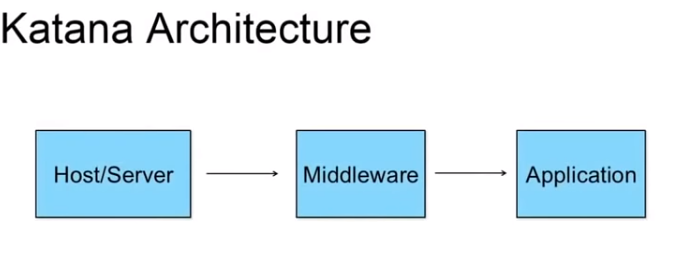 Katana Architecture
Host/Server
Middleware
Application